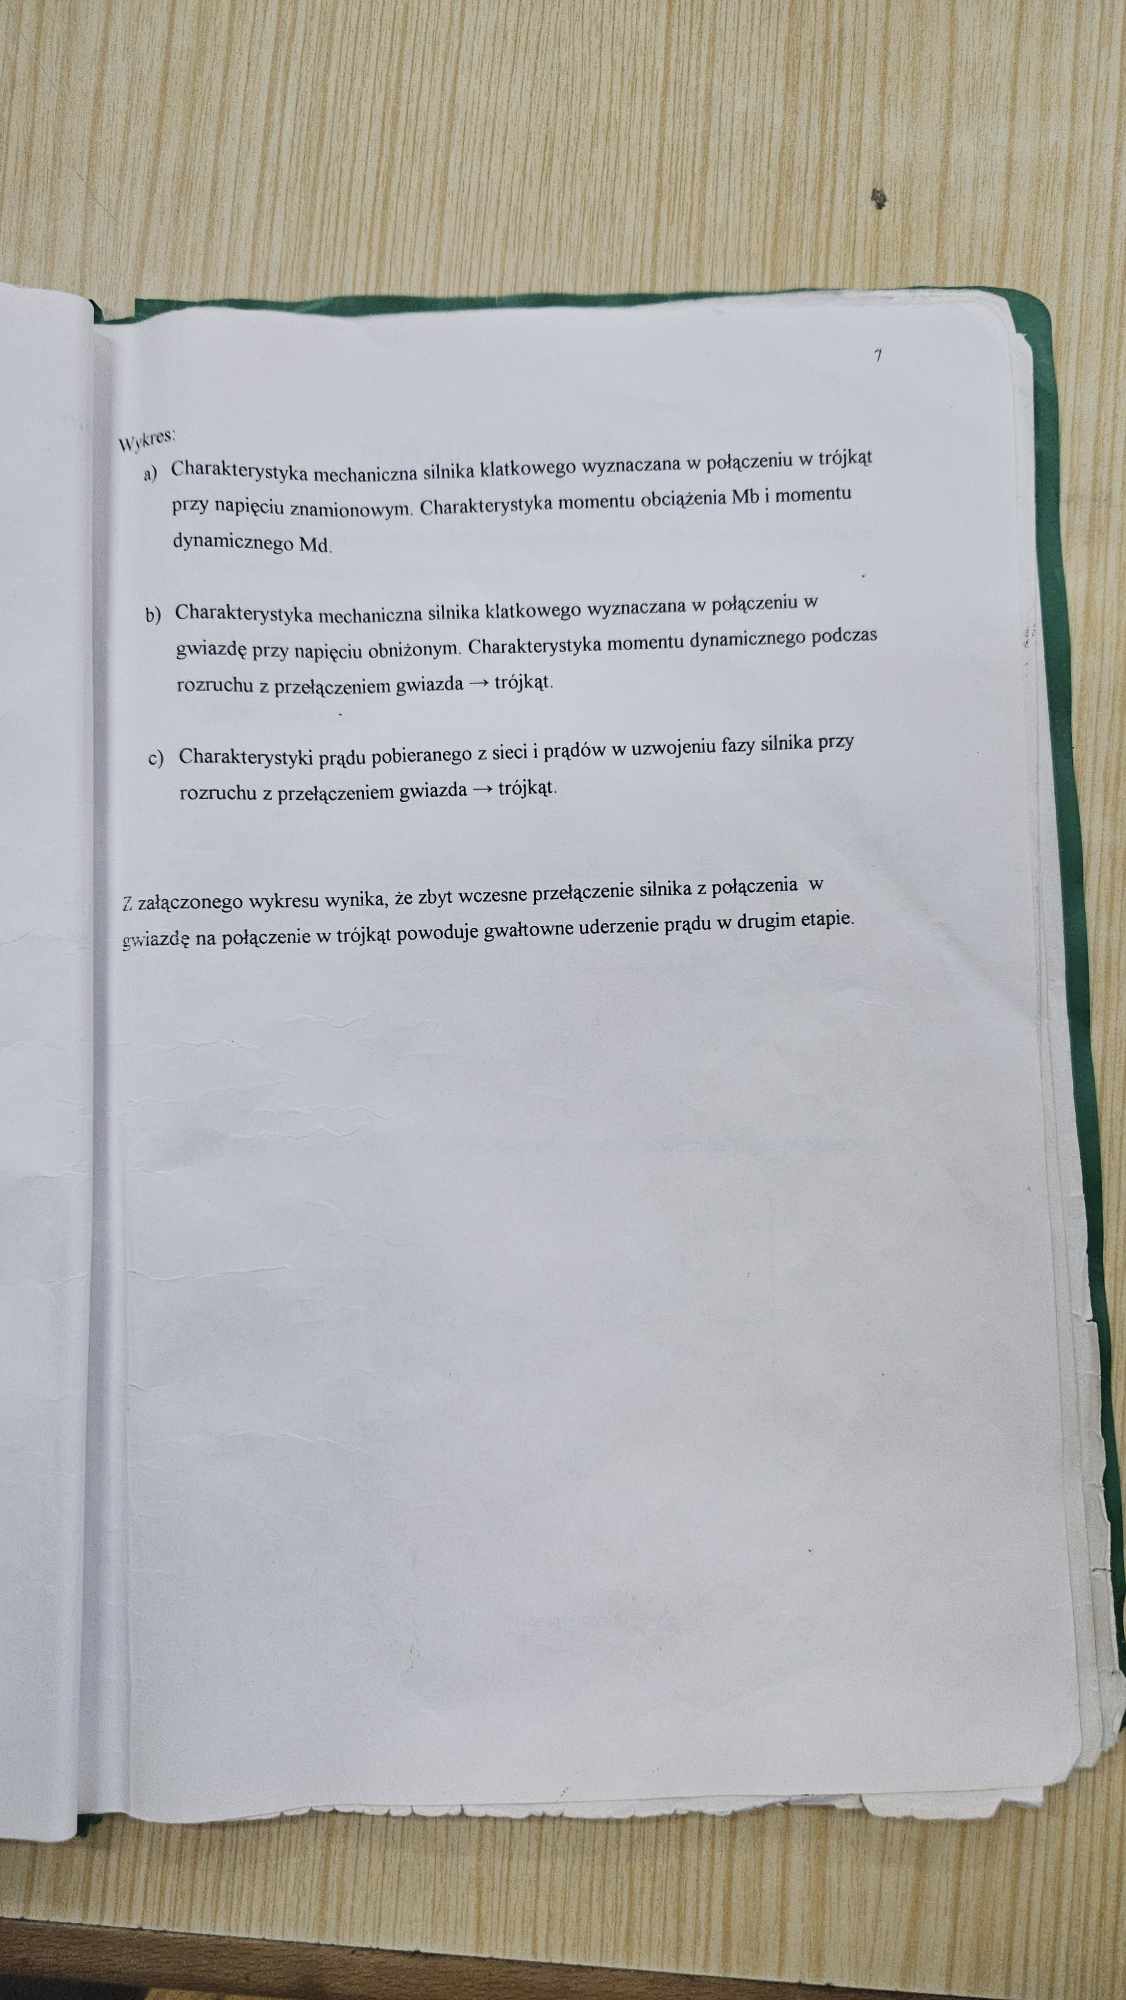 7
Wykres:
a) Charakterystyka mechaniczna silnika klatkowego wyznaczana w połączeniu w trójkąt
przy napięciu znamionowym. Charakterystyka momentu obciążenia Mb i momentu
dynamicznego Md.
b) Charakterystyka mechaniczna silnika klatkowego wyznaczana w połączeniu w
gwiazdę przy napięciu obniżonym. Charakterystyka momentu dynamicznego podczas
rozruchu z przełączeniem gwiazda → trójkąt.
c) Charakterystyki prądu pobieranego z sieci i prądów w uzwojeniu fazy silnika przy
rozruchu z przełączeniem gwiazda → trójkąt.
Z załączonego wykresu wynika, że zbyt wczesne przełączenie silnika z połączenia w
gwiazdę na połączenie w trójkąt powoduje gwałtowne uderzenie prądu w drugim etapie.